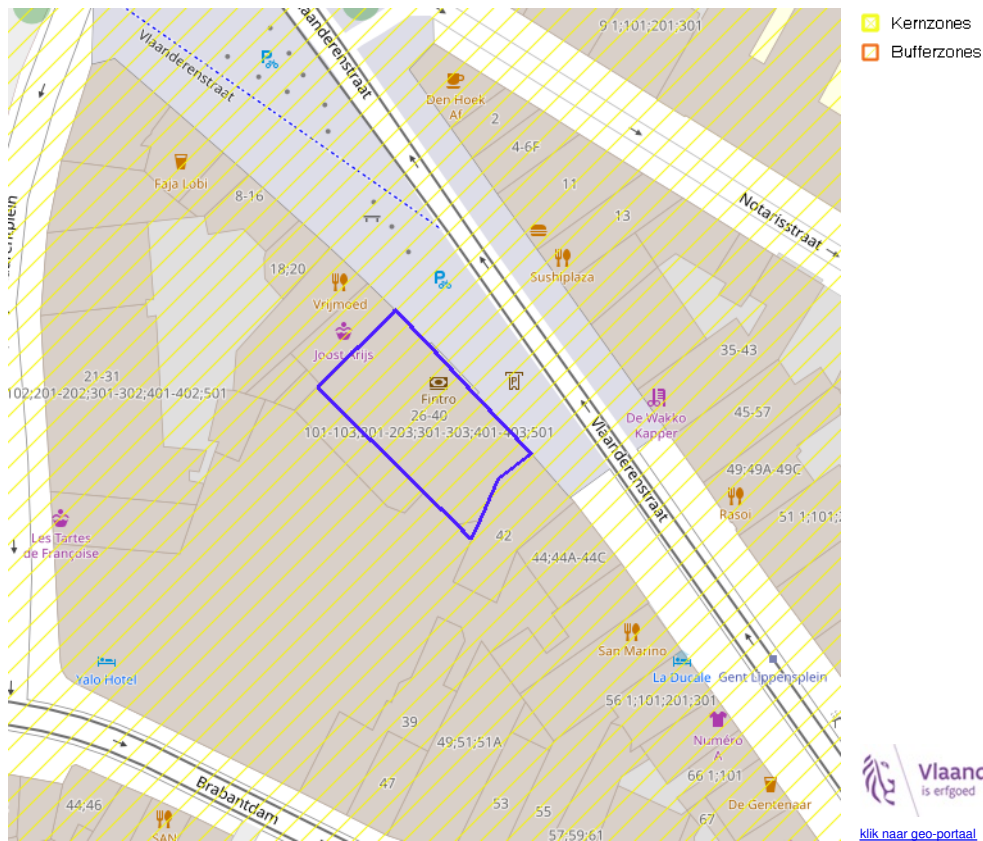 Kernzones
Bufferzones
9 1;101;201;301
Vlaanderenstraat
Vlaanderenstraat
Den Hoek
Af
2
4-6F
11
13
Notarisstraat
Faja Lobi
8-16
Sushiplaza
18;20
Vrijmoed
Joost Arijs
35-43
21-31
102;201-202;301-302;401-402;501
Fintro
26-40
101-103;201-203;301-303;401-403;501
De Wakko
Kapper
45-57
Vlaanderenstraat
49;49A-49C
Rasoi
51 1;101;
Les Tartes
de Françoise
42
44;44A-44C
San Marino
Yalo Hotel
La Ducale
Gent Lippensplein
56 1;101;201;301
39
49;51;51A
Numéro
A
66 1;101
47
Brabantdam
De Gentenaar
44;46
53
55
67
SAN
57;59;61
Vlaand
is erfgoed
klik naar geo-portaal